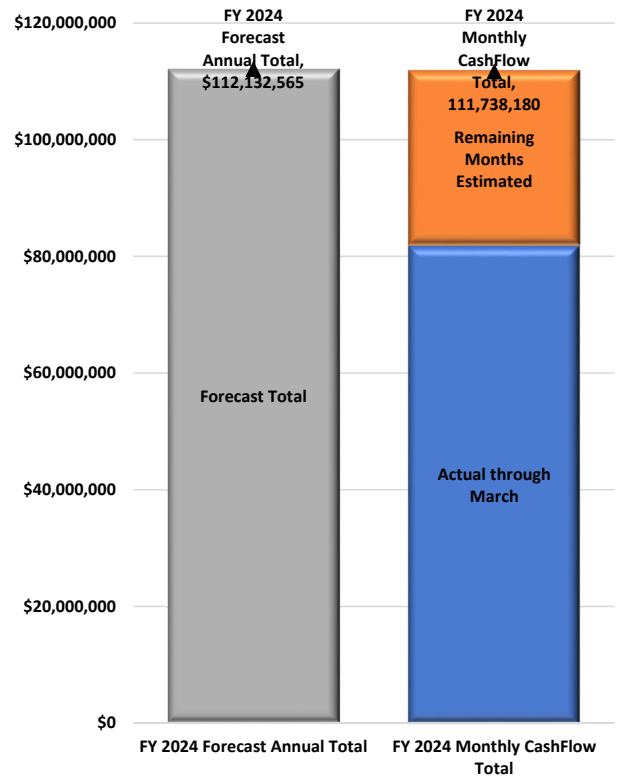 $120,000,000
$100,000,000
$80,000,000
$60,000,000
$40,000,000
$20,000,000
$0
FY 2024
Forecast
Annual Total,
$112,132,565
FY 2024
Monthly
CashFlow
Total,
111,738,180
Remaining
Months
Estimated
Forecast Total
Actual through
March
FY 2024 Forecast Annual Total
FY 2024 Monthly CashFlow
Total